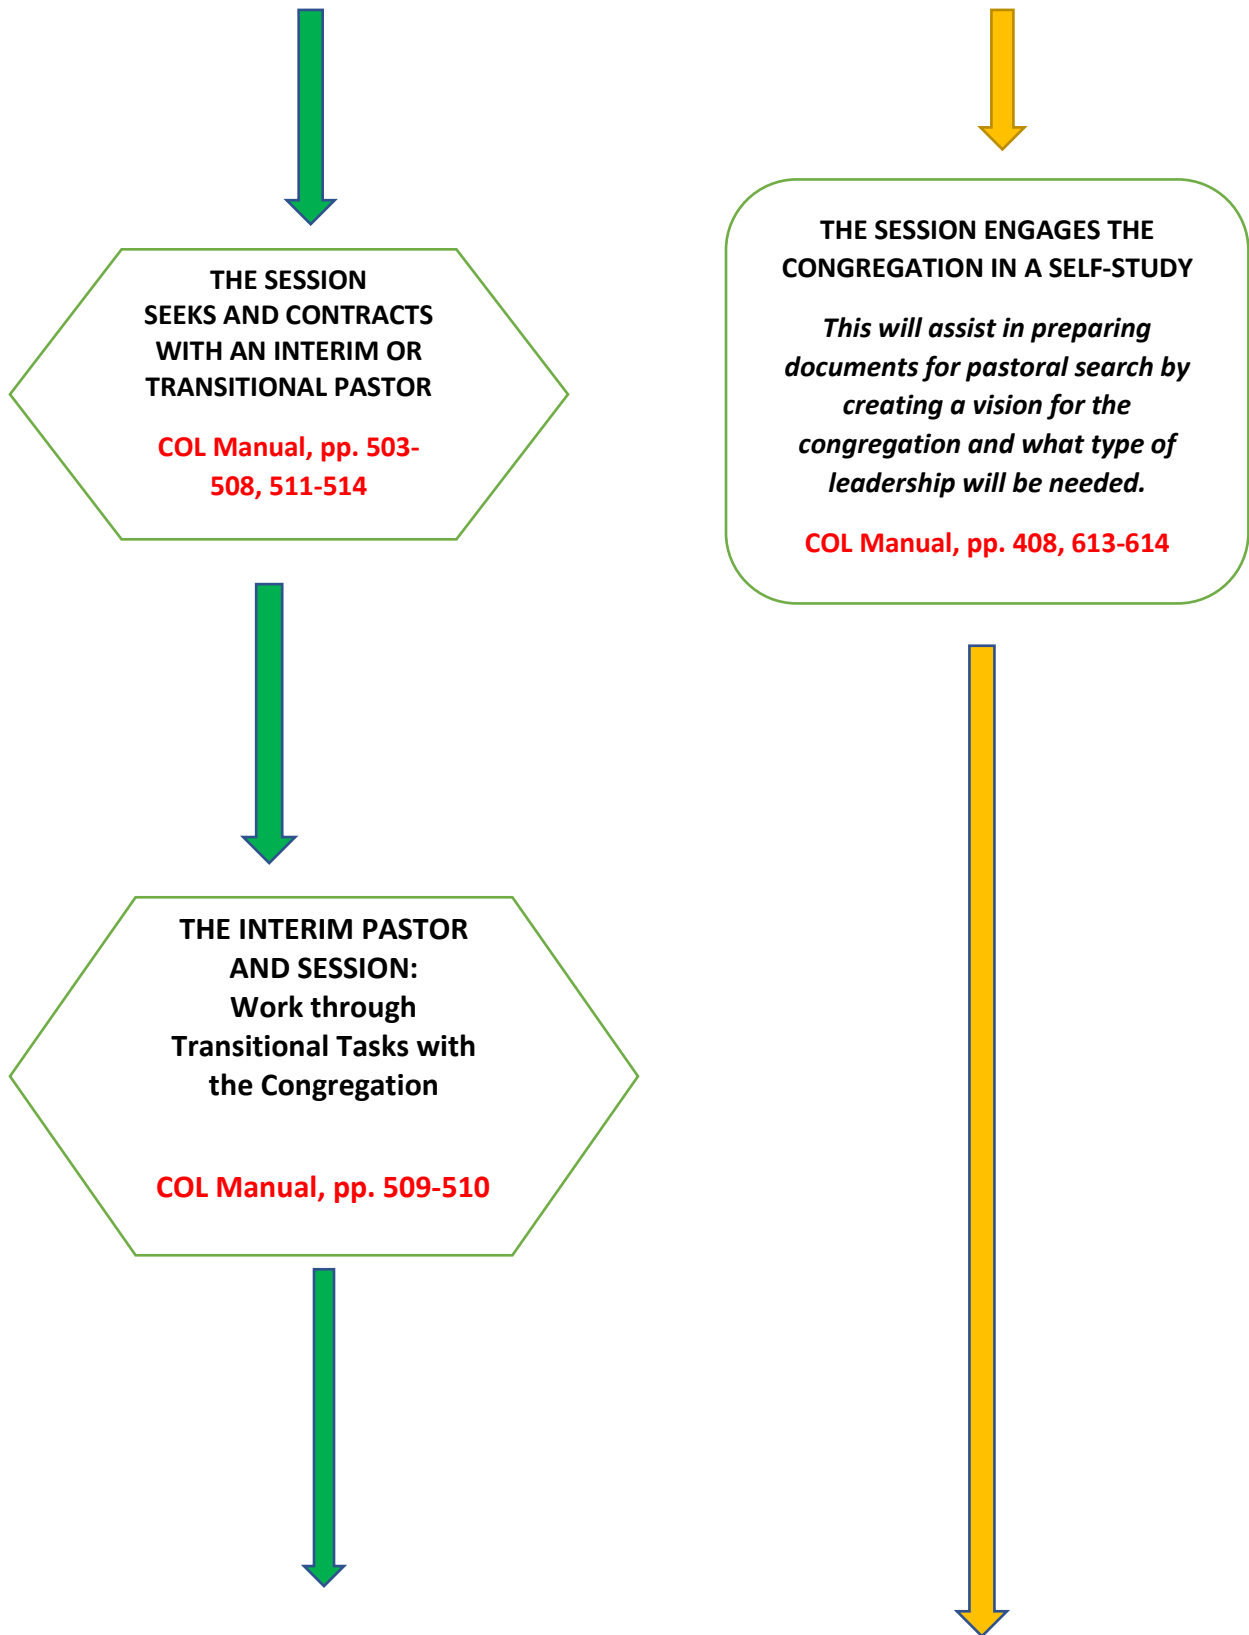 THE SESSION
SEEKS AND CONTRACTS
WITH AN INTERIM OR
TRANSITIONAL PASTOR
COL Manual, pp. 503-
508, 511-514
THE INTERIM PASTOR
AND SESSION:
Work through
Transitional Tasks with
the Congregation
COL Manual, pp. 509-510
THE SESSION ENGAGES THE
CONGREGATION IN A SELF-STUDY
This will assist in preparing
documents for pastoral search by
creating a vision for the
congregation and what type of
leadership will be needed.
COL Manual, pp. 408, 613-614